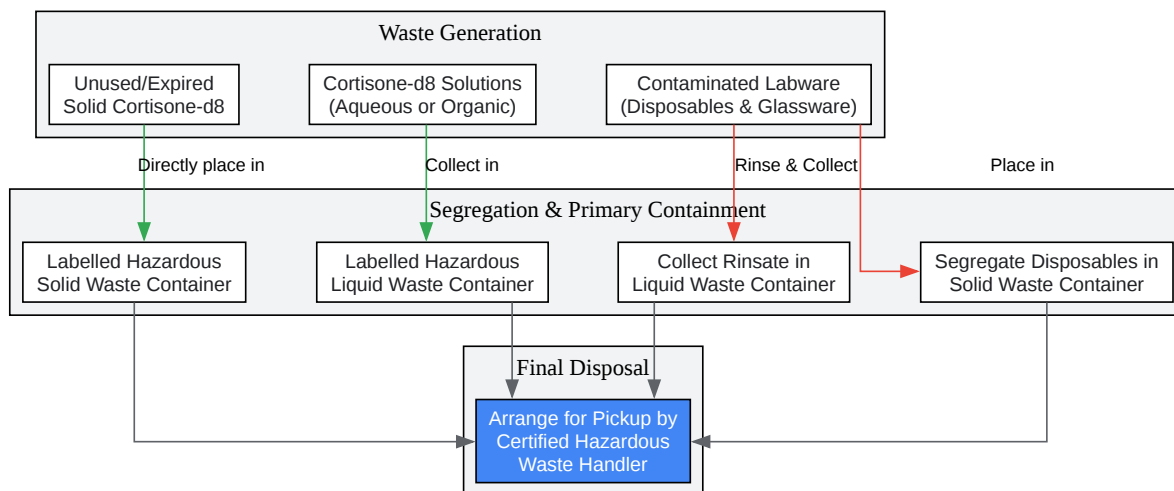 Waste Generation
Unused/Expired
Solid Cortisone-d8
Cortisone-d8 Solutions
(Aqueous or Organic)
Contaminated Labware
(Disposables & Glassware)
Directly place in
Collect in
Rinse & Collect
Place in
Segregation & Primary Containment
Labelled Hazardous
Solid Waste Container
Labelled Hazardous
Liquid Waste Container
Collect Rinsate in
Liquid Waste Container
Segregate Disposables in
Solid Waste Container
Final Disposal
Arrange for Pickup by
Certified Hazardous
Waste Handler